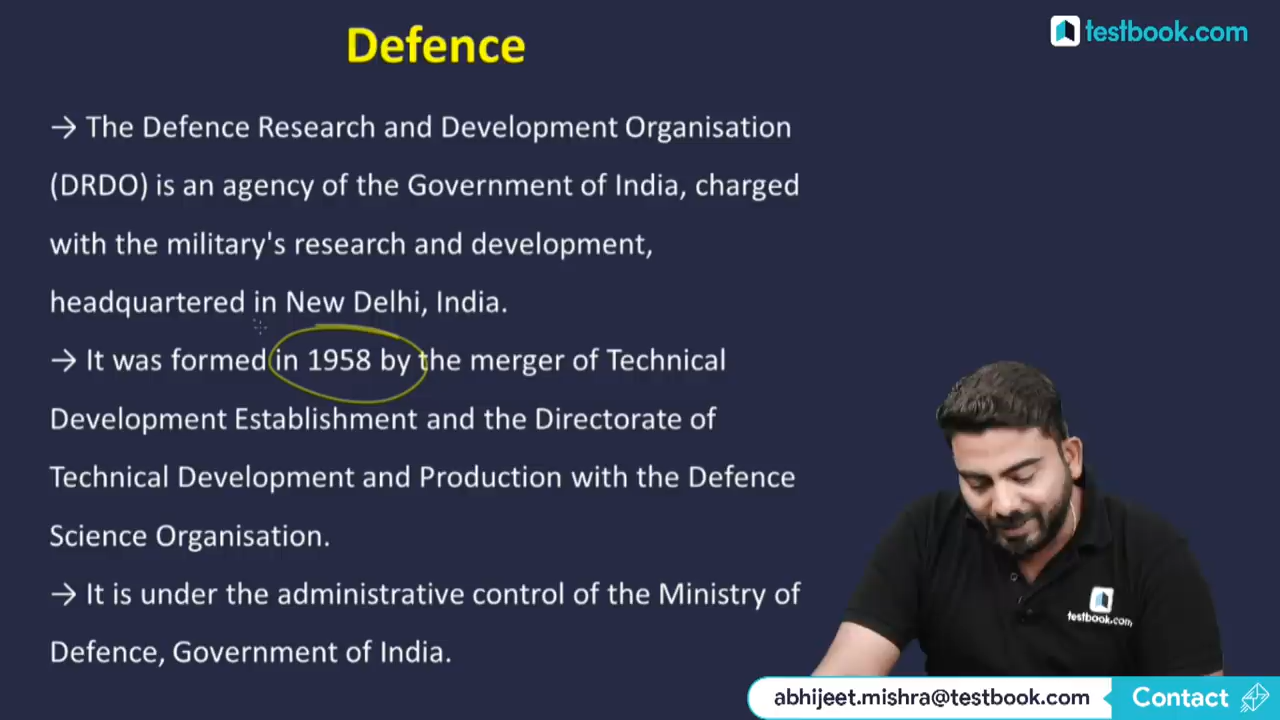 Defence
testbook.com
→ The Defence Research and Development Organisation
(DRDO) is an agency of the Government of India, charged
with the military's research and development,
headquartered in New Delhi, India.
→ It was formed in 1958 by the merger of Technical
Development Establishment and the Directorate of
Technical Development and Production with the Defence
Science Organisation.
→ It is under the administrative control of the Ministry of
Defence, Government of India.
testbook.com
abhijeet.mishra@testbook.com Contact